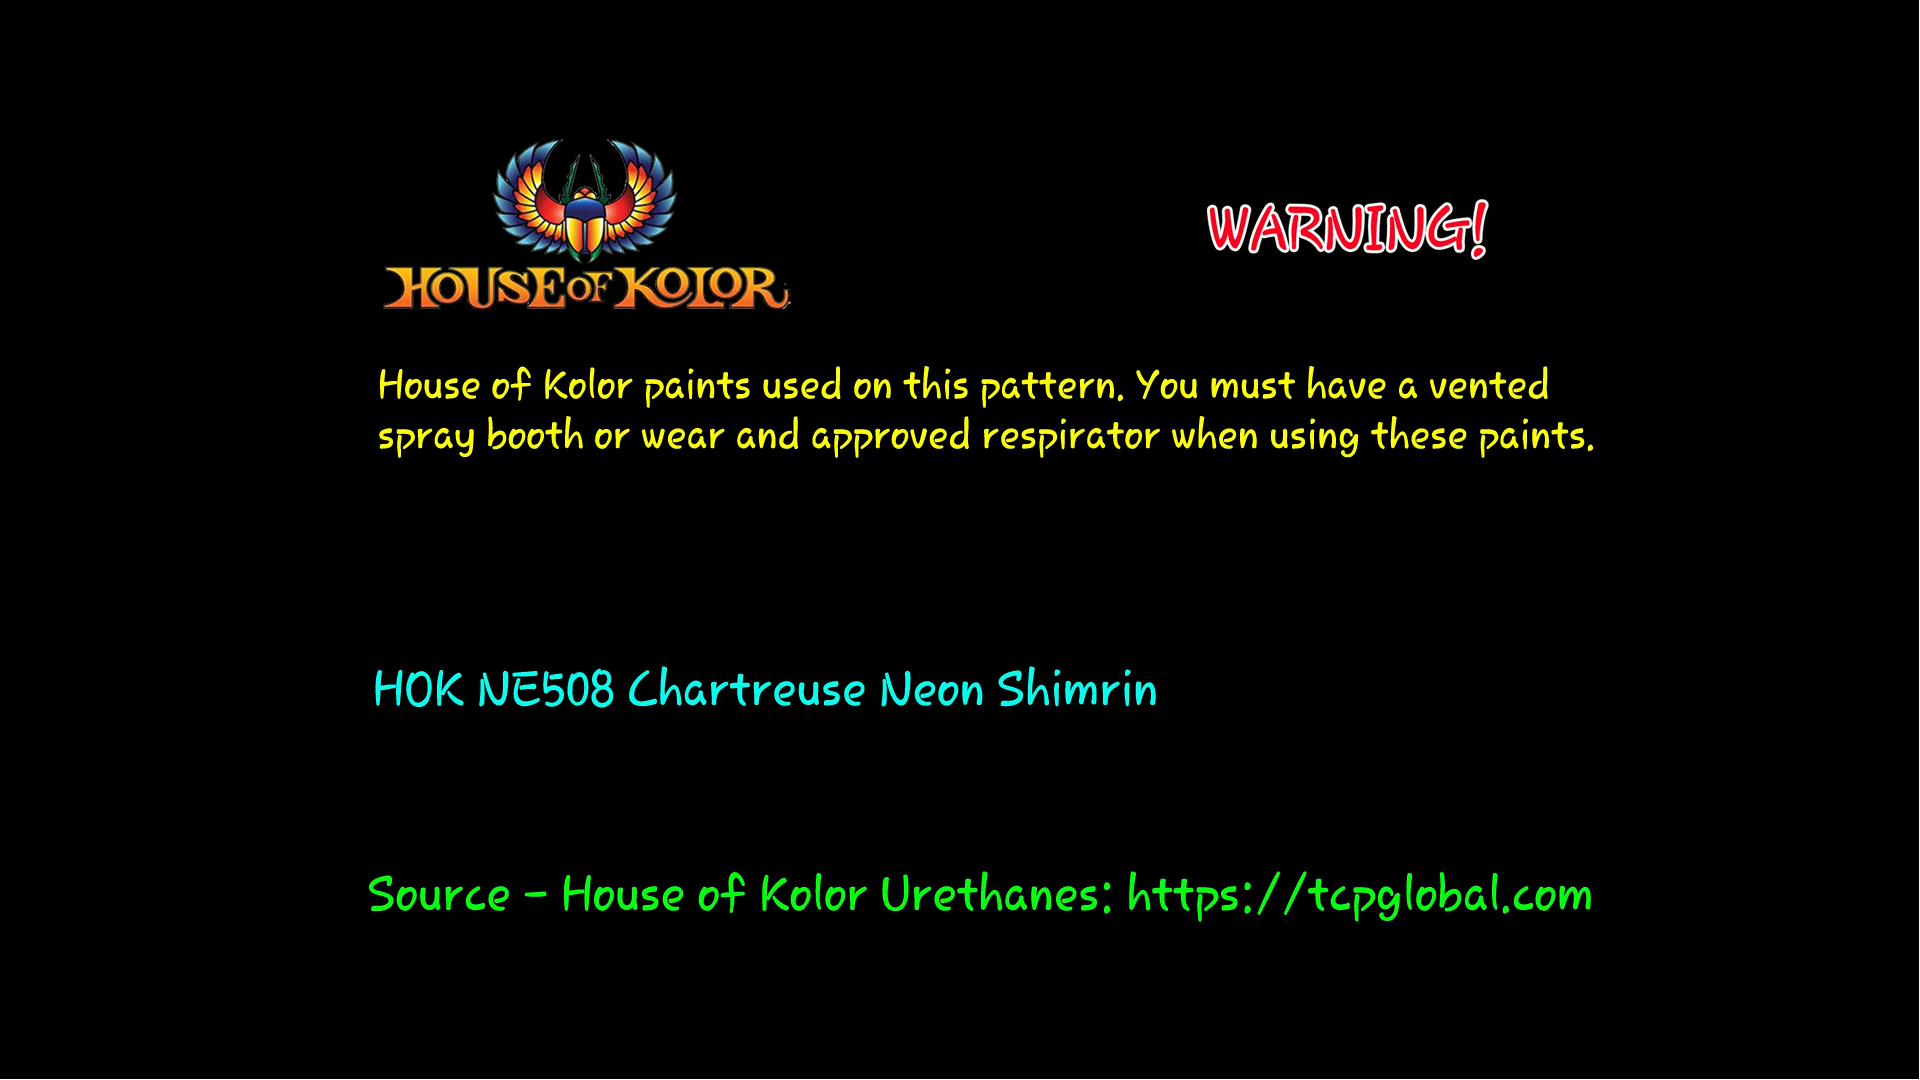 HOUSE OF KOLOR
WARNING!
House of Kolor paints used on this pattern. You must have a vented
spray booth or wear and approved respirator when using these paints.
HOK NE508 Chartreuse Neon Shimrin
Source - House of Kolor Urethanes: https://tcpglobal.com